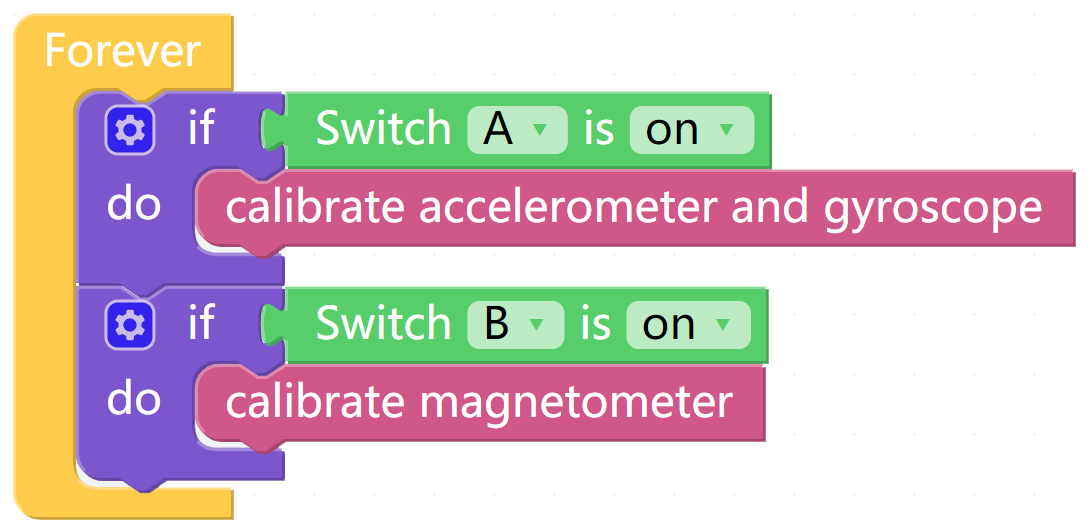 Forever
if Switch A is on
do calibrate accelerometer and gyroscope
if Switch B is on
do calibrate magnetometer